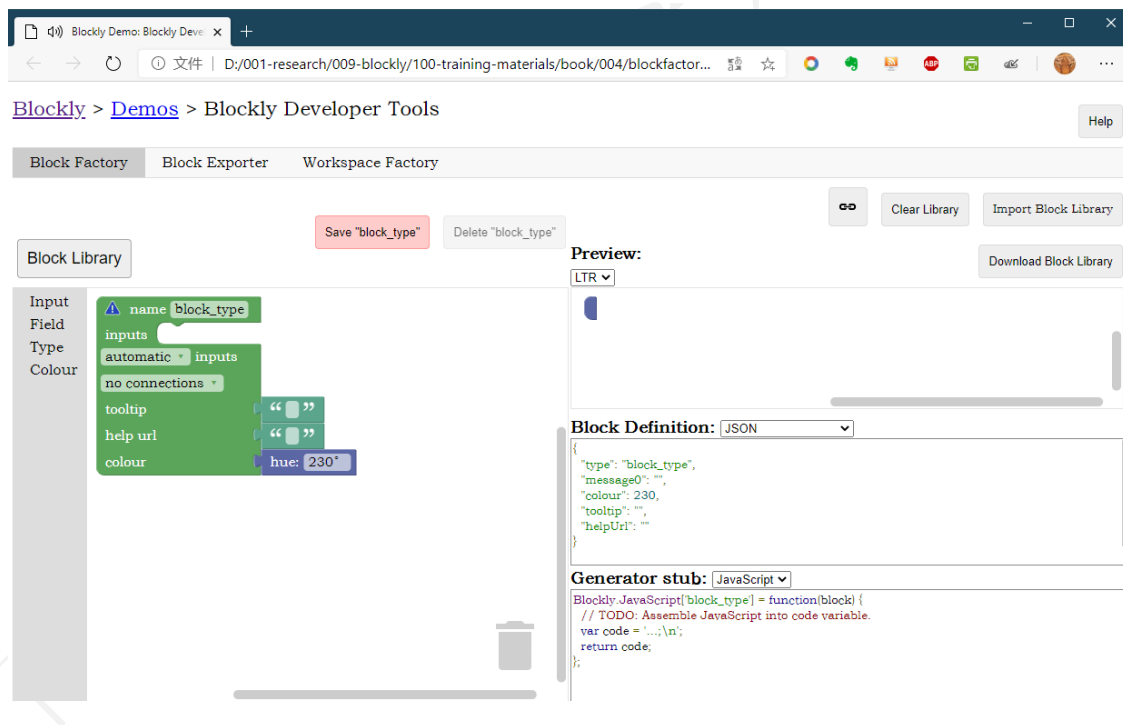 Blockly Demo: Blockly Deve
文件 | D:/001-research/009-blockly/100-training-materials/book/004/blockfactor...
ABP
Blockly > Demos > Blockly Developer Tools
Help
Block Factory Block Exporter Workspace Factory
Clear Library Import Block Library
Save "block_type" Delete "block_type"
Block Library
Preview:
Download Block Library
LTR
Input
Field
Type
Colour
name block_type
inputs
automatic inputs
no connections
tooltip “ ”
help url “ ”
colour hue: 230°
Block Definition: JSON
{
"type": "block_type",
"message0": "",
"colour": 230,
"tooltip": "",
"helpUrl": ""
}
Generator stub: JavaScript
Blockly.JavaScript['block_type'] = function(block) {
// TODO: Assemble JavaScript into code variable.
var code = '...;\n';
return code;
};